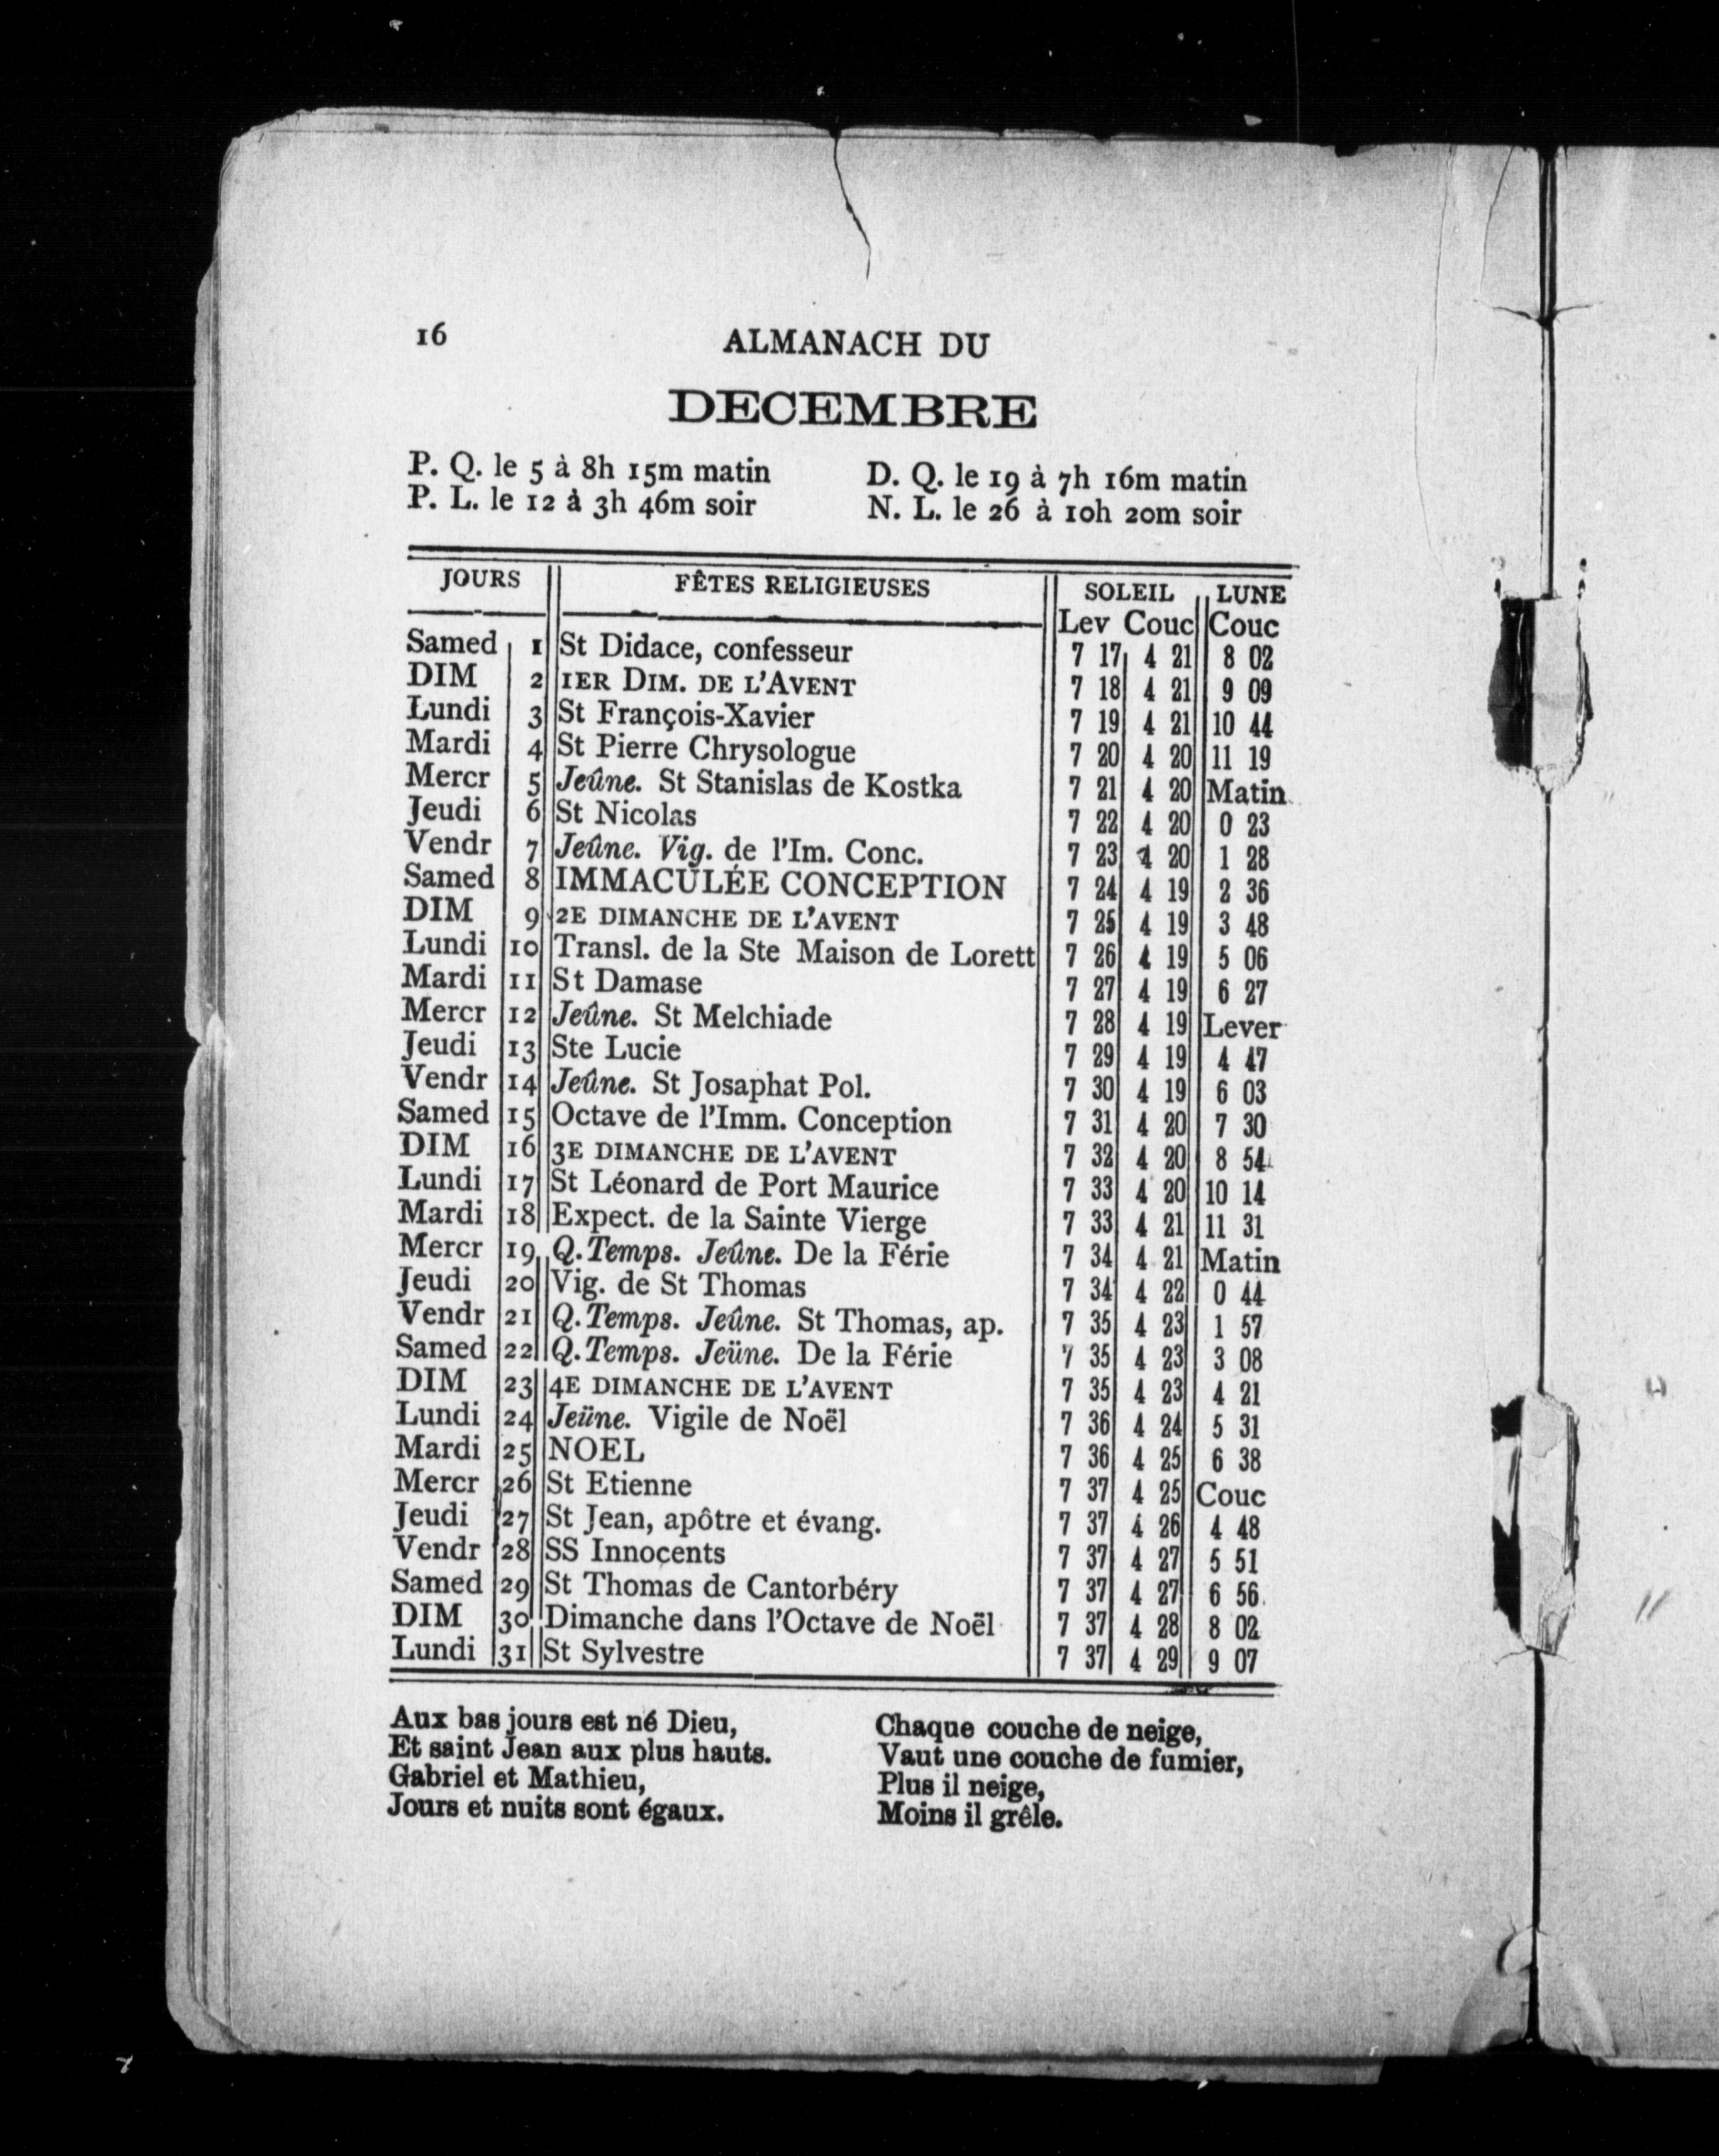 16
ALMANACH DU
DECEMBRE
P. Q. le 5 à 8h 15m matin D. Q. le 19 à 7h 16m matin
P. L. le 12 à 3h 46m soir N. L. le 26 à 10h 20m soir
JOURS FÊTES RELIGIEUSES SOLEIL LUNE
Lev Couc Couc
Samed 1 St Didace, confesseur 7 17 4 21 8 02
DIM 2 1ER DIM. DE L'AVENT 7 18 4 21 9 09
Lundi 3 St François-Xavier 7 19 4 21 10 44
Mardi 4 St Pierre Chrysologue 7 20 4 20 11 19
Mercr 5 Jeûne. St Stanislas de Kostka 7 21 4 20 Matin
Jeudi 6 St Nicolas 7 22 4 20 0 23
Vendr 7 Jeûne. Vig. de l'Im. Conc. 7 23 4 20 1 28
Samed 8 IMMACULÉE CONCEPTION 7 24 4 19 2 36
DIM 9 2E DIMANCHE DE L'AVENT 7 25 4 19 3 48
Lundi 10 Transl. de la Ste Maison de Lorett 7 26 4 19 5 06
Mardi 11 St Damase 7 27 4 19 6 27
Mercr 12 Jeûne. St Melchiade 7 28 4 19 Lever
Jeudi 13 Ste Lucie 7 29 4 19 4 47
Vendr 14 Jeûne. St Josaphat Pol. 7 30 4 19 6 03
Samed 15 Octave de l'Imm. Conception 7 31 4 20 7 30
DIM 16 3E DIMANCHE DE L'AVENT 7 32 4 20 8 54
Lundi 17 St Léonard de Port Maurice 7 33 4 20 10 14
Mardi 18 Expect. de la Sainte Vierge 7 33 4 21 11 31
Mercr 19 Q. Temps. Jeûne. De la Férie 7 34 4 21 Matin
Jeudi 20 Vig. de St Thomas 7 34 4 22 0 44
Vendr 21 Q. Temps. Jeûne. St Thomas, ap. 7 35 4 23 1 57
Samed 22 Q. Temps. Jeüne. De la Férie 7 35 4 23 3 08
DIM 23 4E DIMANCHE DE L'AVENT 7 35 4 23 4 21
Lundi 24 Jeüne. Vigile de Noël 7 36 4 24 5 31
Mardi 25 NOEL 7 36 4 25 6 38
Mercr 26 St Etienne 7 37 4 25 Couc
Jeudi 27 St Jean, apôtre et évang. 7 37 4 26 4 48
Vendr 28 SS Innocents 7 37 4 27 5 51
Samed 29 St Thomas de Cantorbéry 7 37 4 27 6 56
DIM 30 Dimanche dans l'Octave de Noël 7 37 4 28 8 02
Lundi 31 St Sylvestre 7 37 4 29 9 07
Aux bas jours est né Dieu,
Et saint Jean aux plus hauts.
Gabriel et Mathieu,
Jours et nuits sont égaux.
Chaque couche de neige,
Vaut une couche de fumier,
Plus il neige,
Moins il grêle.